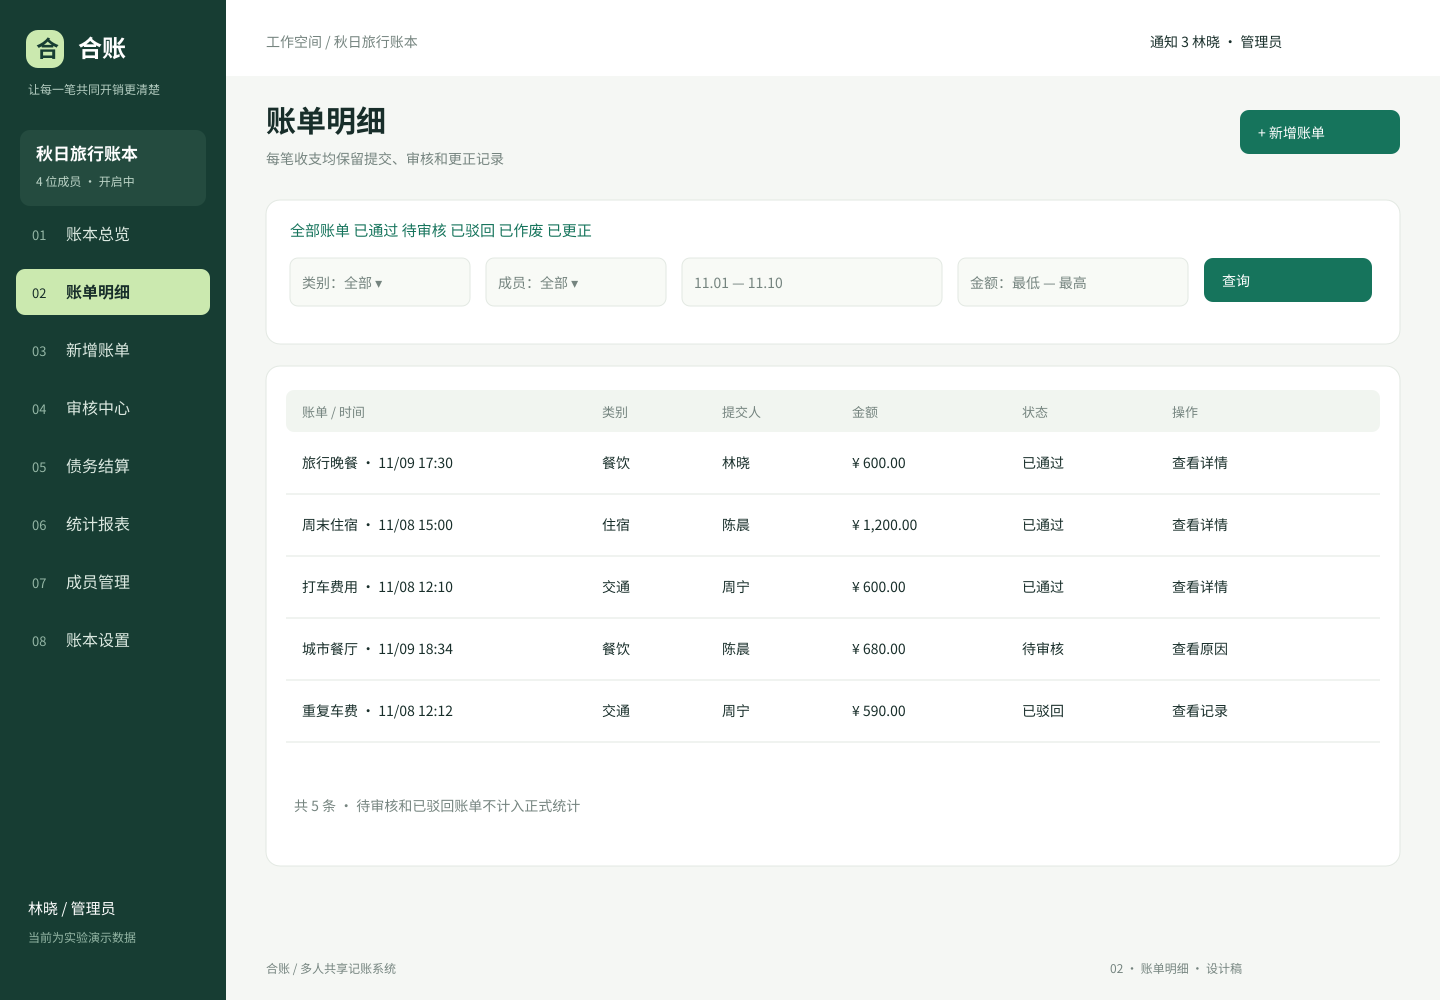 合 合账
让每一笔共同开销更清楚
秋日旅行账本
4 位成员 · 开启中
01 账本总览
02 账单明细
03 新增账单
04 审核中心
05 债务结算
06 统计报表
07 成员管理
08 账本设置
林晓 / 管理员
当前为实验演示数据
工作空间 / 秋日旅行账本
通知 3 林晓 · 管理员
账单明细
每笔收支均保留提交、审核和更正记录
+ 新增账单
全部账单 已通过 待审核 已驳回 已作废 已更正
类别：全部 ▾ 成员：全部 ▾ 11.01 — 11.10 金额：最低 — 最高 查询
账单 / 时间 类别 提交人 金额 状态 操作
旅行晚餐 · 11/09 17:30 餐饮 林晓 ¥ 600.00 已通过 查看详情
周末住宿 · 11/08 15:00 住宿 陈晨 ¥ 1,200.00 已通过 查看详情
打车费用 · 11/08 12:10 交通 周宁 ¥ 600.00 已通过 查看详情
城市餐厅 · 11/09 18:34 餐饮 陈晨 ¥ 680.00 待审核 查看原因
重复车费 · 11/08 12:12 交通 周宁 ¥ 590.00 已驳回 查看记录
共 5 条 · 待审核和已驳回账单不计入正式统计
合账 / 多人共享记账系统
02 · 账单明细 · 设计稿